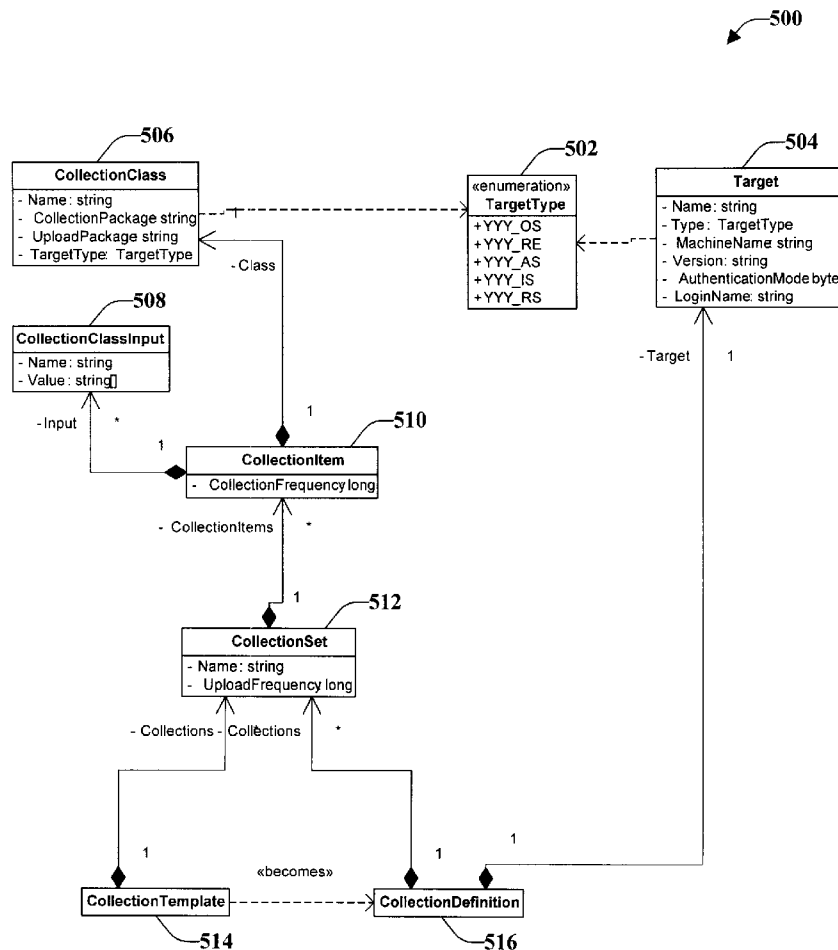 500
506
CollectionClass
- Name: string
- CollectionPackage string
- UploadPackage string
- TargetType: TargetType
1
502
«enumeration»
TargetType
+YYY_OS
+YYY_RE
+YYY_AS
+YYY_IS
+YYY_RS
504
Target
- Name: string
- Type: TargetType
- MachineName string
- Version: string
- AuthenticationMode byte
- LoginName: string
- Class
508
CollectionClassInput
- Name: string
- Value: string[]
- Target 1
- Input * 1
1
510
CollectionItem
- CollectionFrequency long
- CollectionItems *
1
512
CollectionSet
- Name: string
- UploadFrequency long
- Collections *
- Collections *
1
«becomes»
1
1
CollectionTemplate
CollectionDefinition
514
516